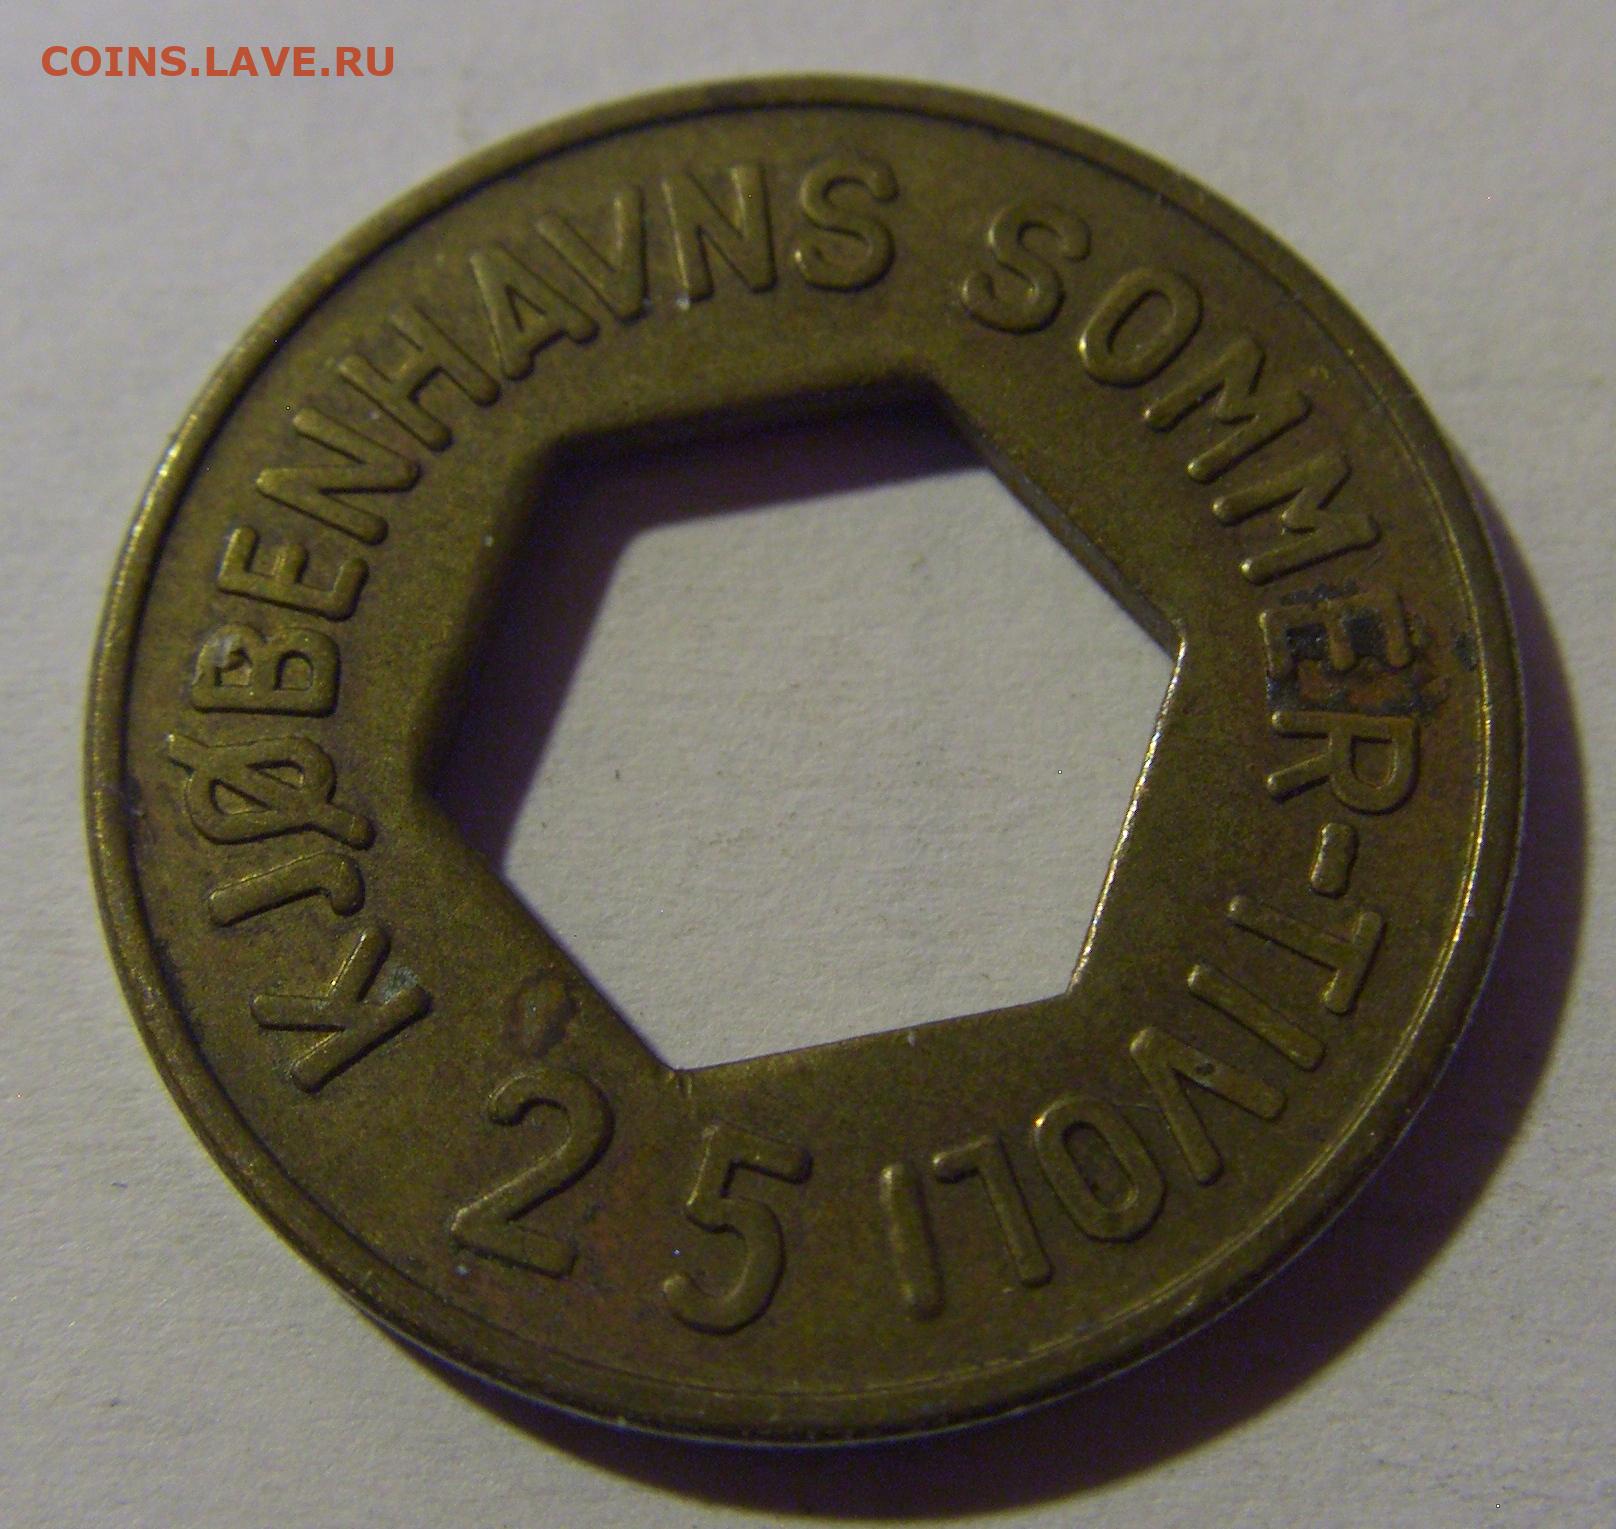 COINS.LAVE.RU
KJØBENHAVNS SOMMER-TIVOLI
25